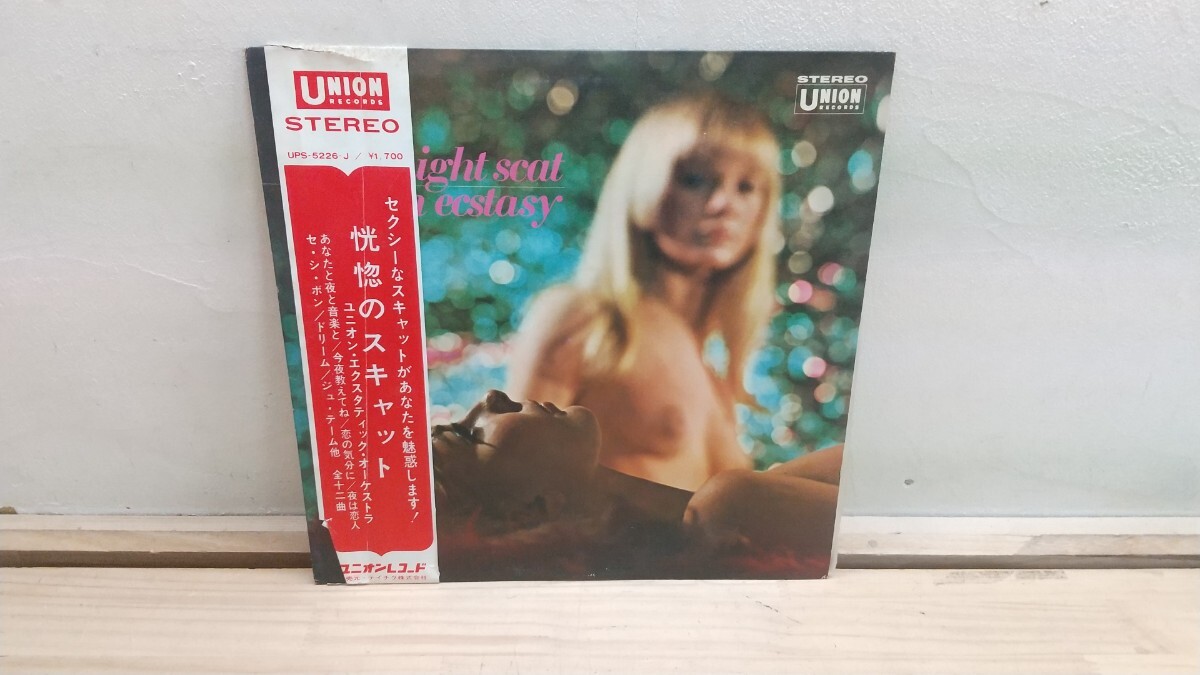 UNION
RECORDS
STEREO
UPS-5226-J / ¥1,700
セクシーなスキャットがあなたを魅惑します!
恍惚のスキャット
ユニオン・エクスタティック・オーケストラ
あなたと夜と音楽と/今夜教えてね/恋の気分に/夜は恋人
セ・シ・ボン/ドリーム/ジュ・テーム他 全十二曲
ユニオンレコード
ight scat
ecstasy
STEREO
UNION
RECORDS